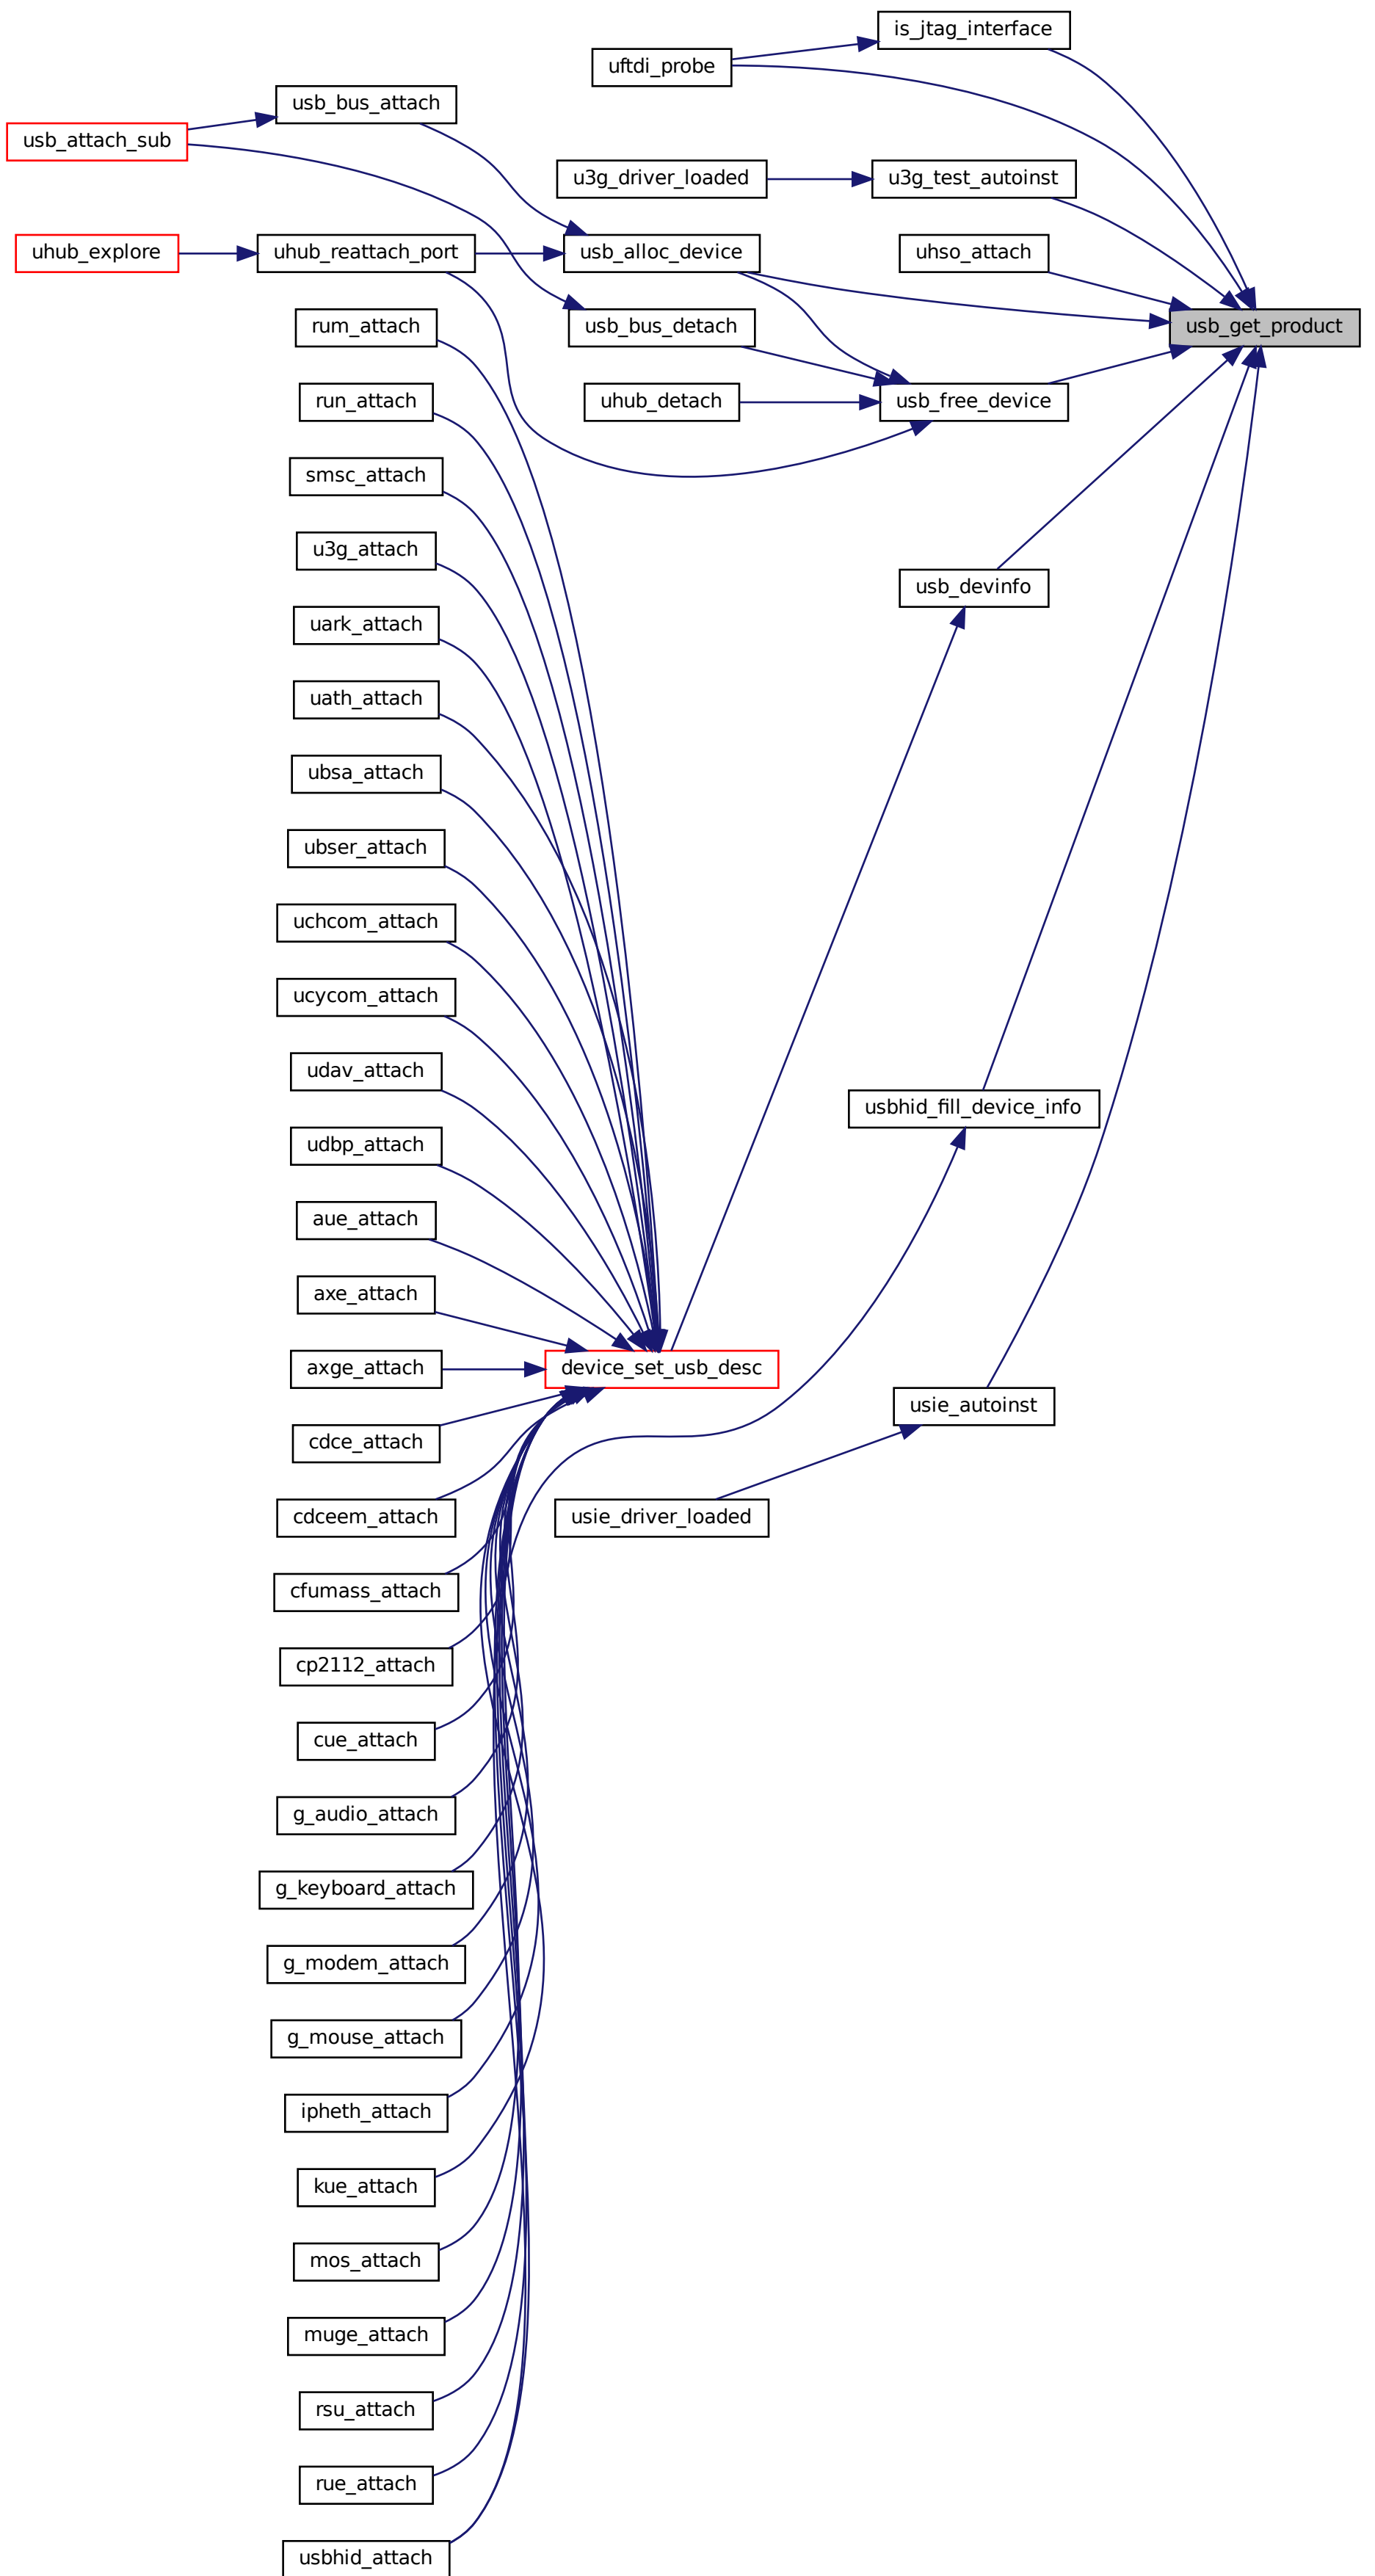 is_jtag_interface
uftdi_probe
usb_bus_attach
usb_attach_sub
u3g_driver_loaded
u3g_test_autoinst
uhub_explore
uhub_reattach_port
usb_alloc_device
uhso_attach
rum_attach
usb_bus_detach
usb_get_product
run_attach
uhub_detach
usb_free_device
smsc_attach
u3g_attach
usb_devinfo
uark_attach
uath_attach
ubsa_attach
ubser_attach
uchcom_attach
ucycom_attach
udav_attach
usbhid_fill_device_info
udbp_attach
aue_attach
axe_attach
axge_attach
device_set_usb_desc
usie_autoinst
cdce_attach
cdceem_attach
usie_driver_loaded
cfumass_attach
cp2112_attach
cue_attach
g_audio_attach
g_keyboard_attach
g_modem_attach
g_mouse_attach
ipheth_attach
kue_attach
mos_attach
muge_attach
rsu_attach
rue_attach
usbhid_attach